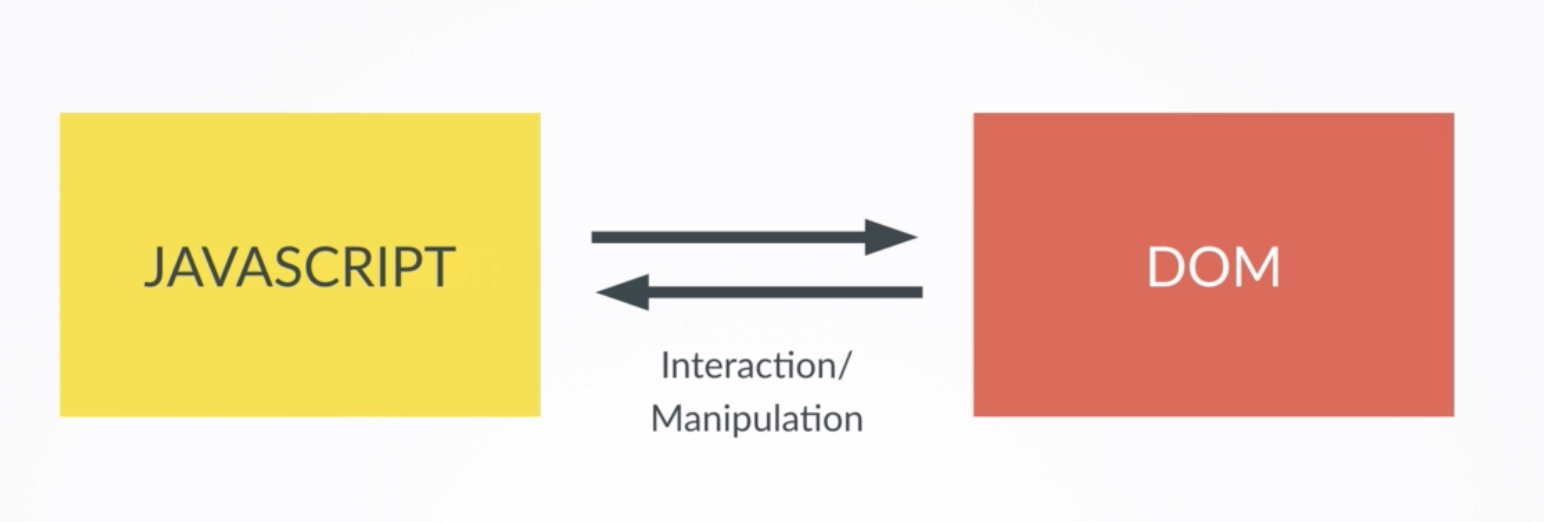 JAVASCRIPT
DOM
Interaction/
Manipulation